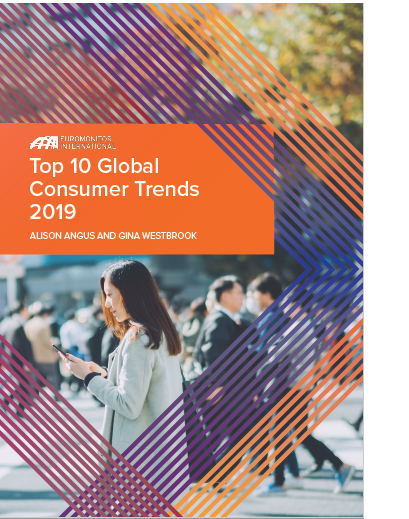 EUROMONITOR
INTERNATIONAL
Top 10 Global
Consumer Trends
2019
ALISON ANGUS AND GINA WESTBROOK